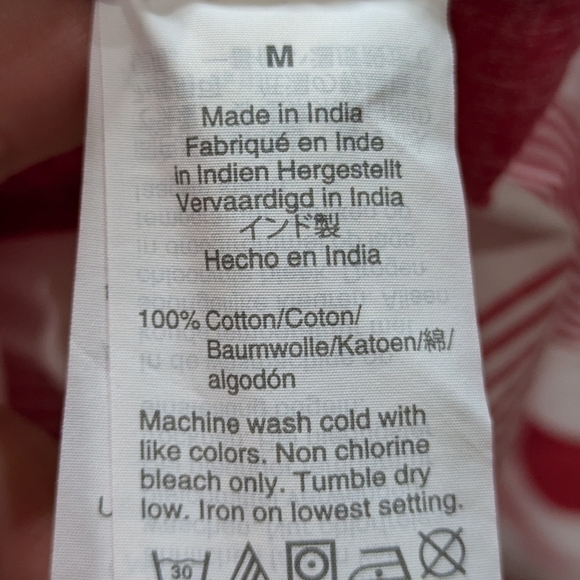 M
Made in India
Fabriqué en Inde
in Indien Hergestellt
Vervaardigd in India
インド製
Hecho en India
100% Cotton/Coton/
Baumwolle/Katoen/綿/
algodón
Machine wash cold with
like colors. Non chlorine
bleach only. Tumble dry
low. Iron on lowest setting.
30